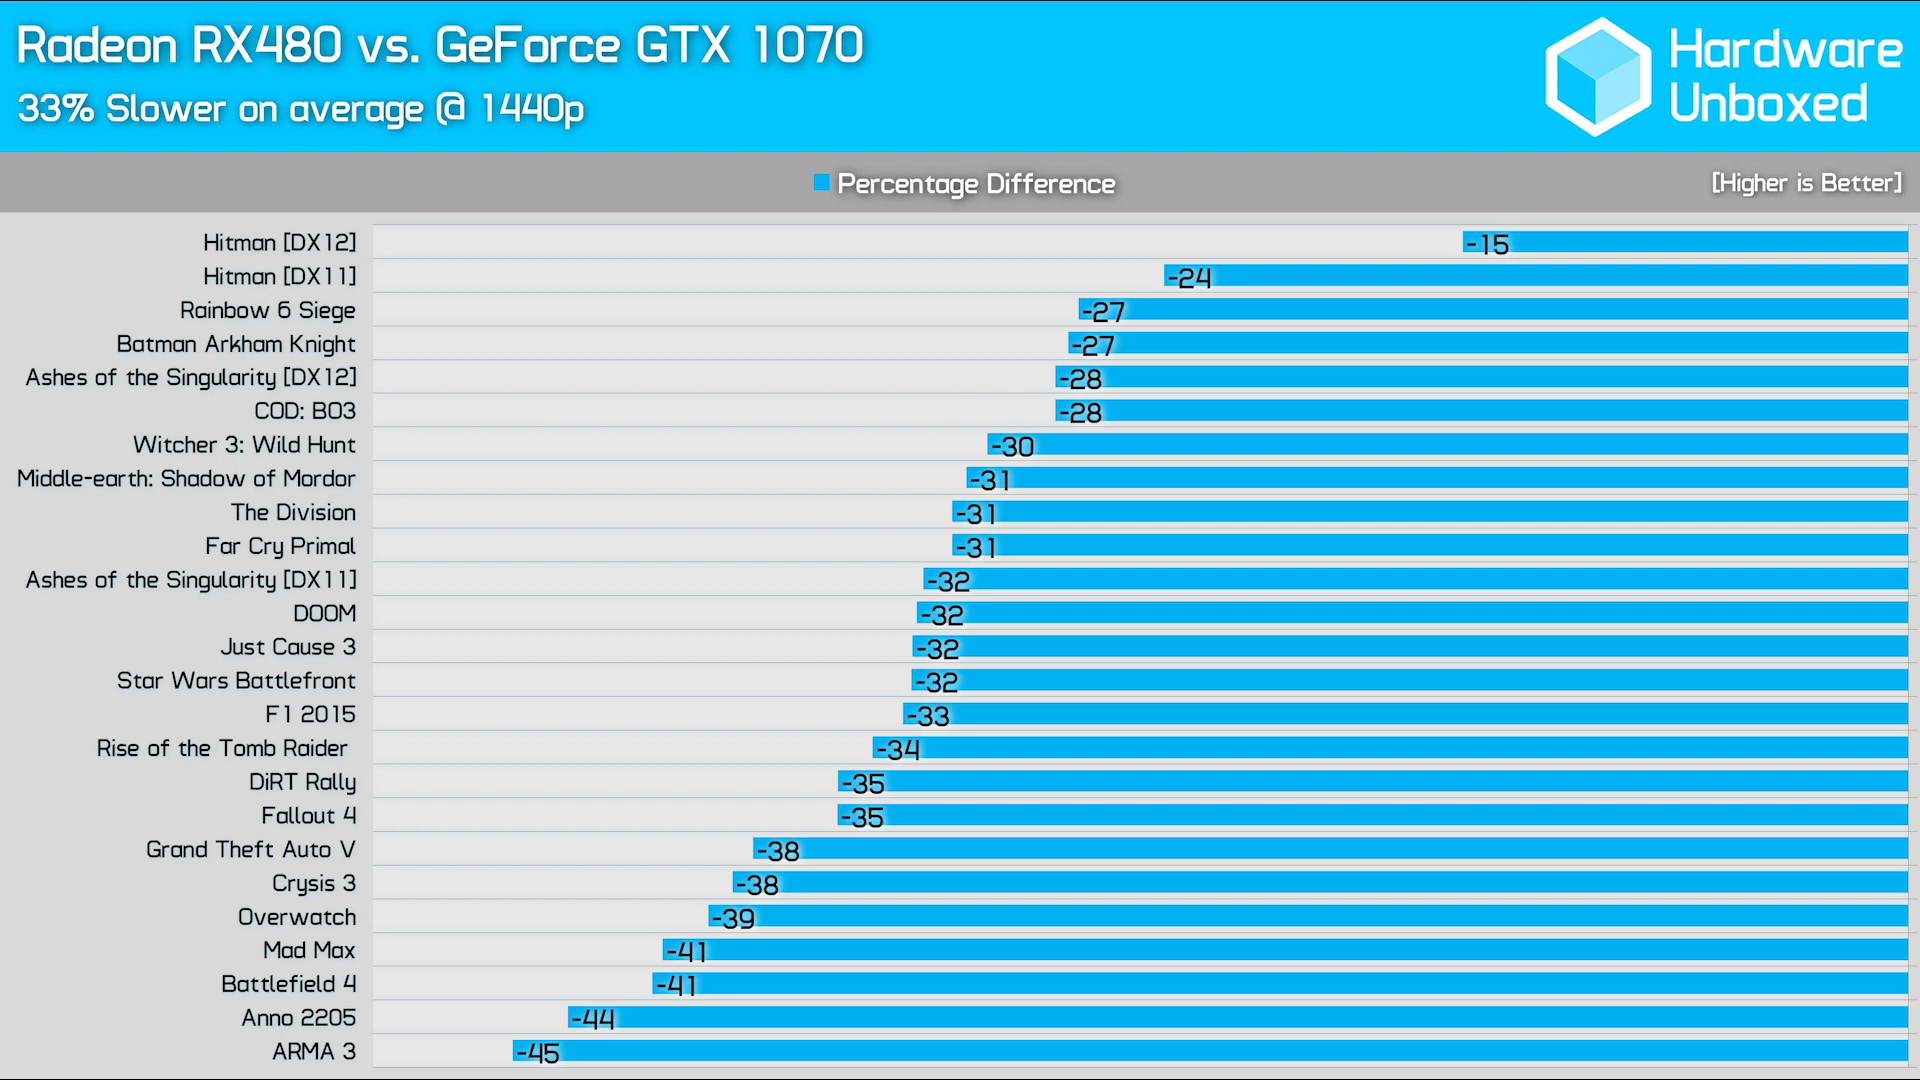 Radeon RX480 vs. GeForce GTX 1070
33% Slower on average @ 1440p
Hardware
Unboxed
Percentage Difference
[Higher is Better]
Hitman [DX12] -15
Hitman [DX11] -24
Rainbow 6 Siege -27
Batman Arkham Knight -27
Ashes of the Singularity [DX12] -28
COD: BO3 -28
Witcher 3: Wild Hunt -30
Middle-earth: Shadow of Mordor -31
The Division -31
Far Cry Primal -31
Ashes of the Singularity [DX11] -32
DOOM -32
Just Cause 3 -32
Star Wars Battlefront -32
F1 2015 -33
Rise of the Tomb Raider -34
DiRT Rally -35
Fallout 4 -35
Grand Theft Auto V -38
Crysis 3 -38
Overwatch -39
Mad Max -41
Battlefield 4 -41
Anno 2205 -44
ARMA 3 -45